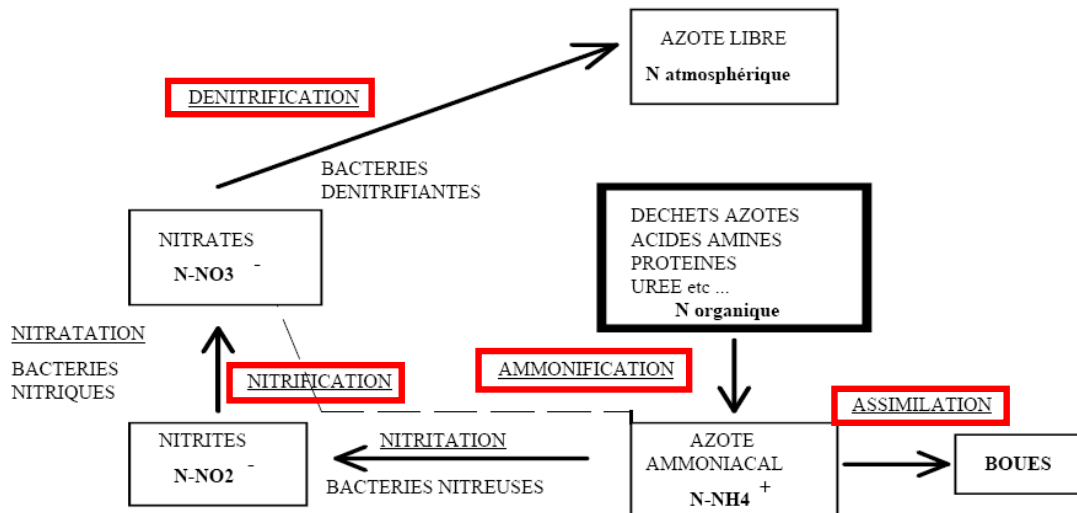 AZOTE LIBRE
N atmosphérique
DENITRIFICATION
BACTERIES
DENITRIFIANTES
DECHETS AZOTES
ACIDES AMINES
PROTEINES
UREE etc ...
N organique
NITRATES
N-NO3 -
NITRATATION
BACTERIES
NITRIQUES
NITRIFICATION
AMMONIFICATION
ASSIMILATION
NITRITES
N-NO2 -
NITRITATION
BACTERIES NITREUSES
AZOTE
AMMONIACAL
N-NH4 +
BOUES